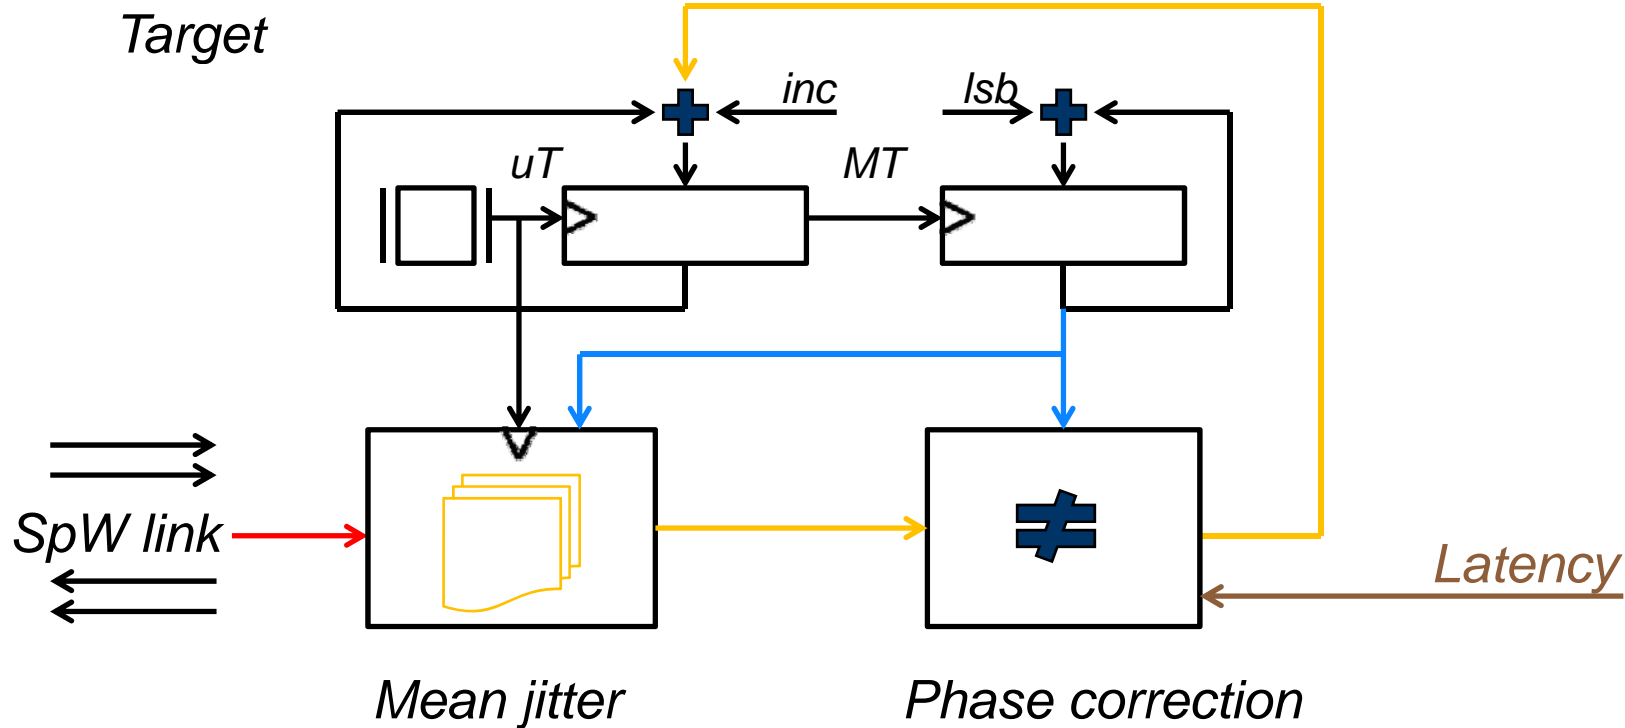 Target
inc
lsb
uT
MT
SpW link
Latency
Mean jitter
Phase correction